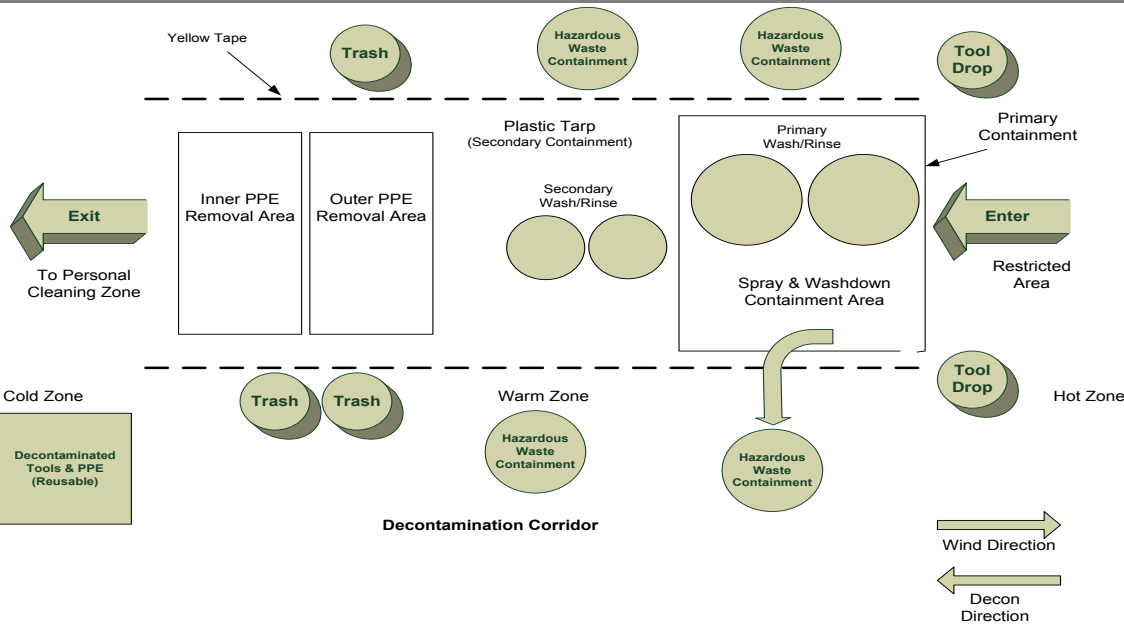 Yellow Tape
Trash
Hazardous
Waste
Containment
Hazardous
Waste
Containment
Tool
Drop
Plastic Tarp
(Secondary Containment)
Primary
Wash/Rinse
Primary
Containment
Inner PPE
Removal Area
Outer PPE
Removal Area
Secondary
Wash/Rinse
Exit
Enter
To Personal
Cleaning Zone
Spray & Washdown
Containment Area
Restricted
Area
Cold Zone
Trash
Trash
Warm Zone
Tool
Drop
Hot Zone
Decontaminated
Tools & PPE
(Reusable)
Hazardous
Waste
Containment
Hazardous
Waste
Containment
Decontamination Corridor
Wind Direction
Decon
Direction